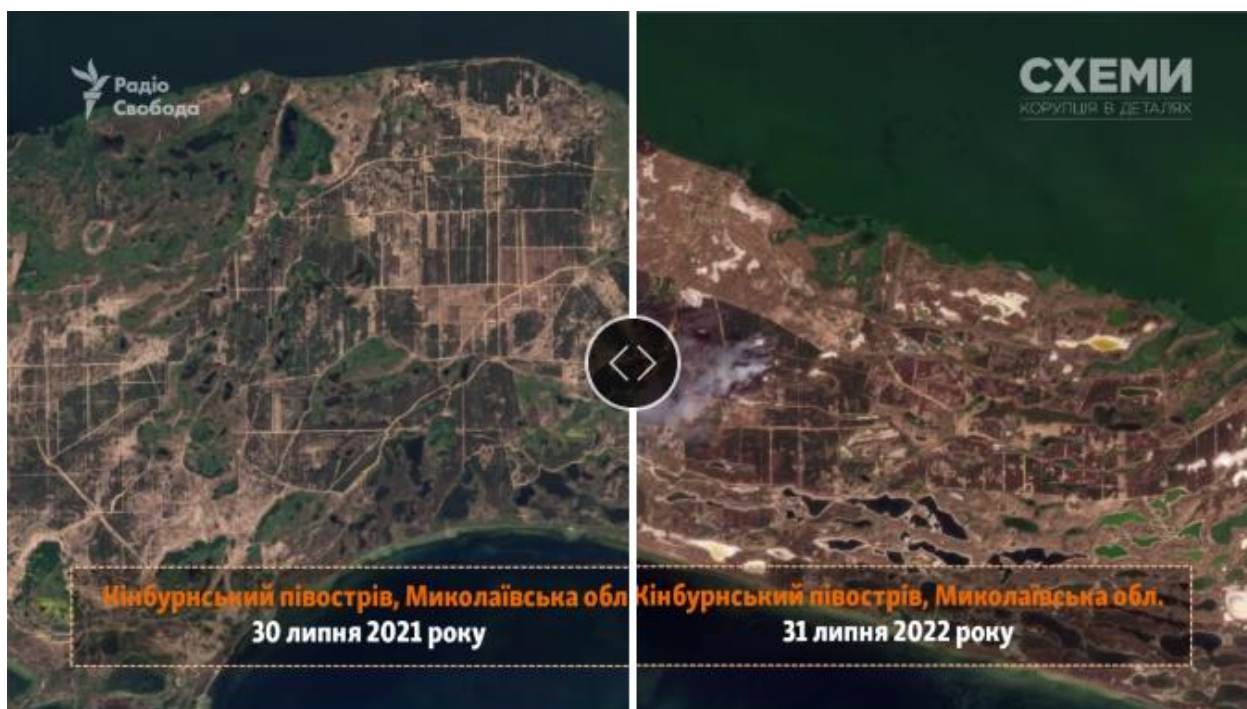 Радіо
Свобода
СХЕМИ
КОРУПЦІЯ В ДЕТАЛЯХ
Кінбурнський півострів, Миколаївська обл
30 липня 2021 року
Кінбурнський півострів, Миколаївська обл.
31 липня 2022 року